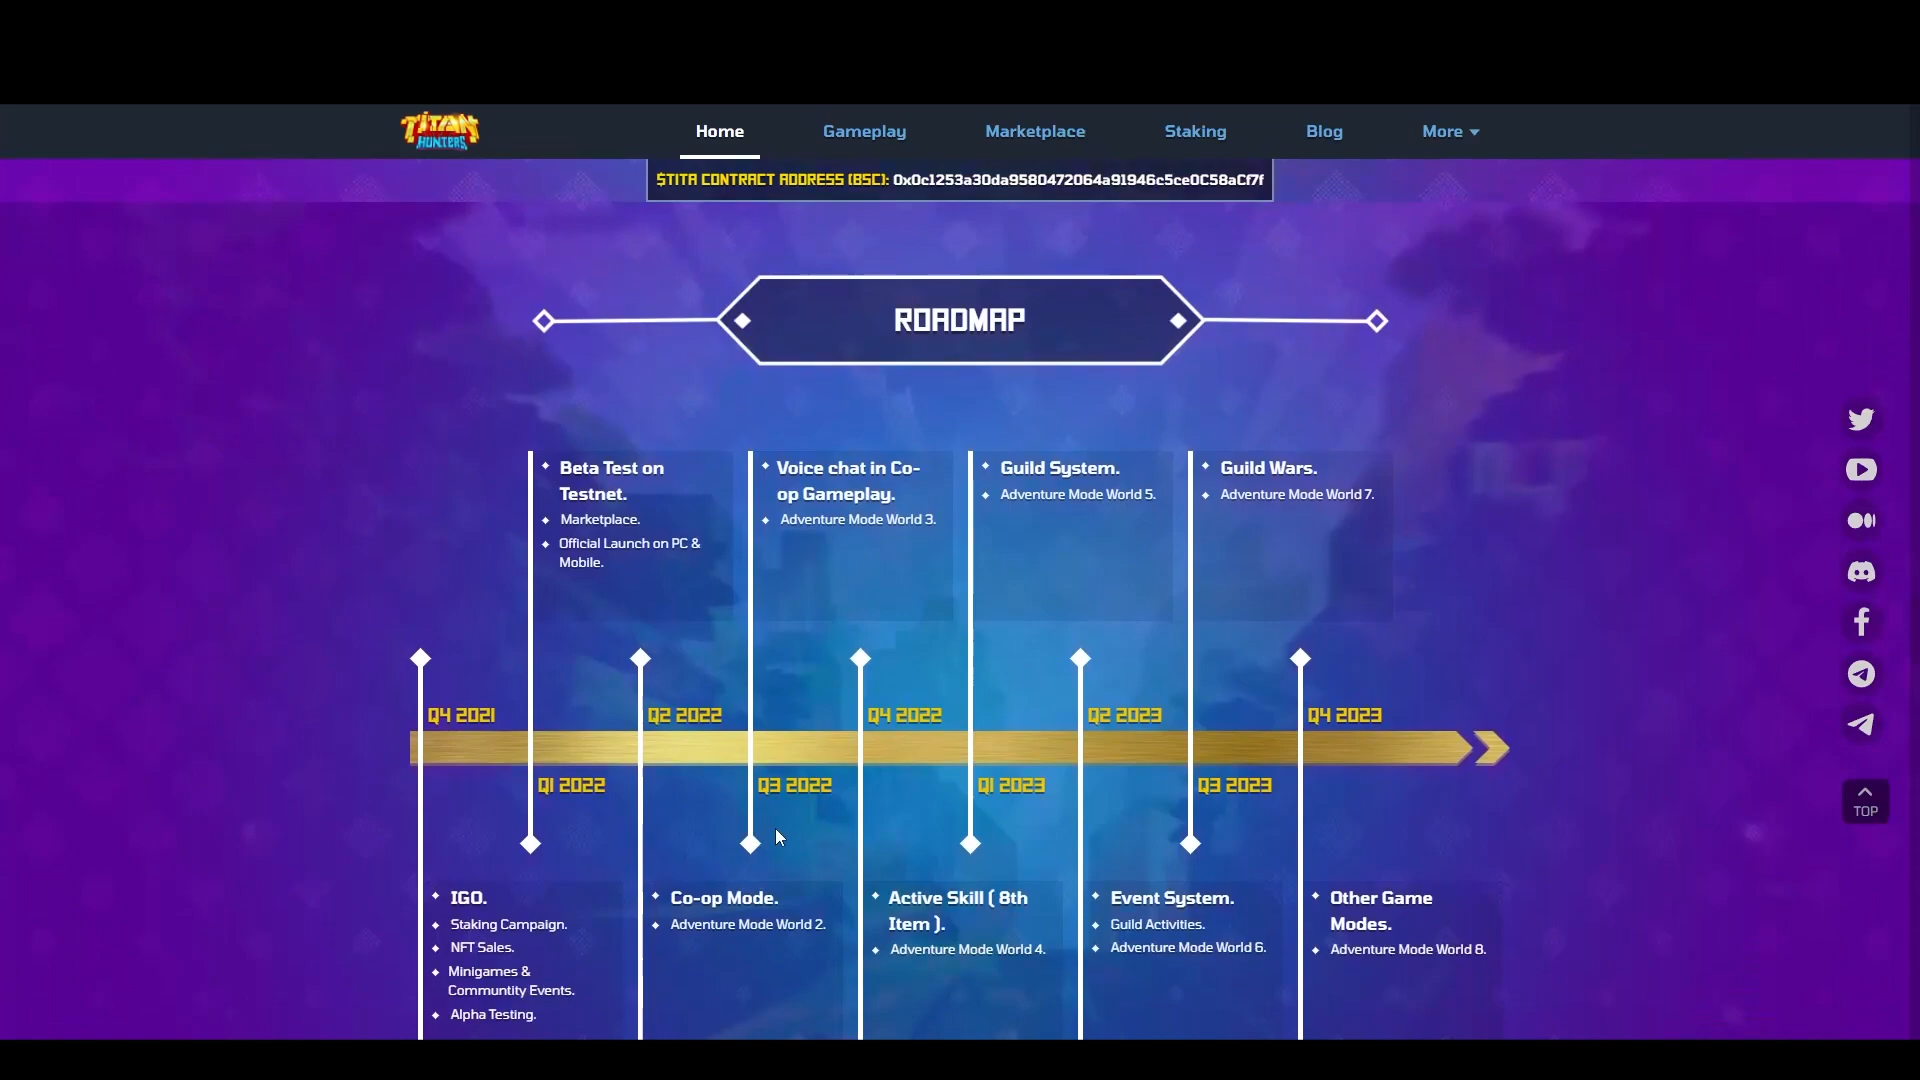 TITAN
HUNTERS
Home
Gameplay
Marketplace
Staking
Blog
More
$TITA CONTRACT ADDRESS (BSC): 0x0c1253a30da9580472064a91946c5ce0C58aCf7f
ROADMAP
Beta Test on
Testnet.
Marketplace.
Official Launch on PC &
Mobile.
Voice chat in Co-
op Gameplay.
Adventure Mode World 3.
Guild System.
Adventure Mode World 5.
Guild Wars.
Adventure Mode World 7.
Q4 2021
Q2 2022
Q4 2022
Q2 2023
Q4 2023
Q1 2022
Q3 2022
Q1 2023
Q3 2023
TOP
IGO.
Staking Campaign.
NFT Sales.
Minigames &
Communtity Events.
Alpha Testing.
Co-op Mode.
Adventure Mode World 2.
Active Skill ( 8th
Item ).
Adventure Mode World 4.
Event System.
Guild Activities.
Adventure Mode World 6.
Other Game
Modes.
Adventure Mode World 8.